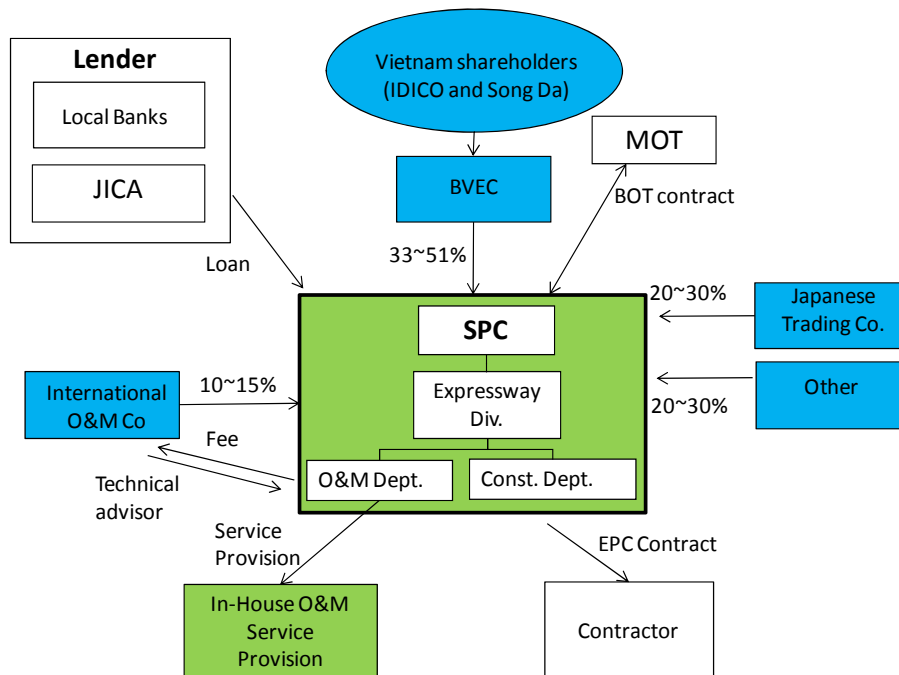 Lender
Local Banks
JICA
Vietnam shareholders
(IDICO and Song Da)
MOT
BVEC
BOT contract
33~51%
Loan
20~30%
Japanese
Trading Co.
SPC
International
O&M Co
10~15%
Expressway
Div.
Other
20~30%
Fee
O&M Dept.
Const. Dept.
Technical
advisor
Service
Provision
EPC Contract
In-House O&M
Service
Provision
Contractor